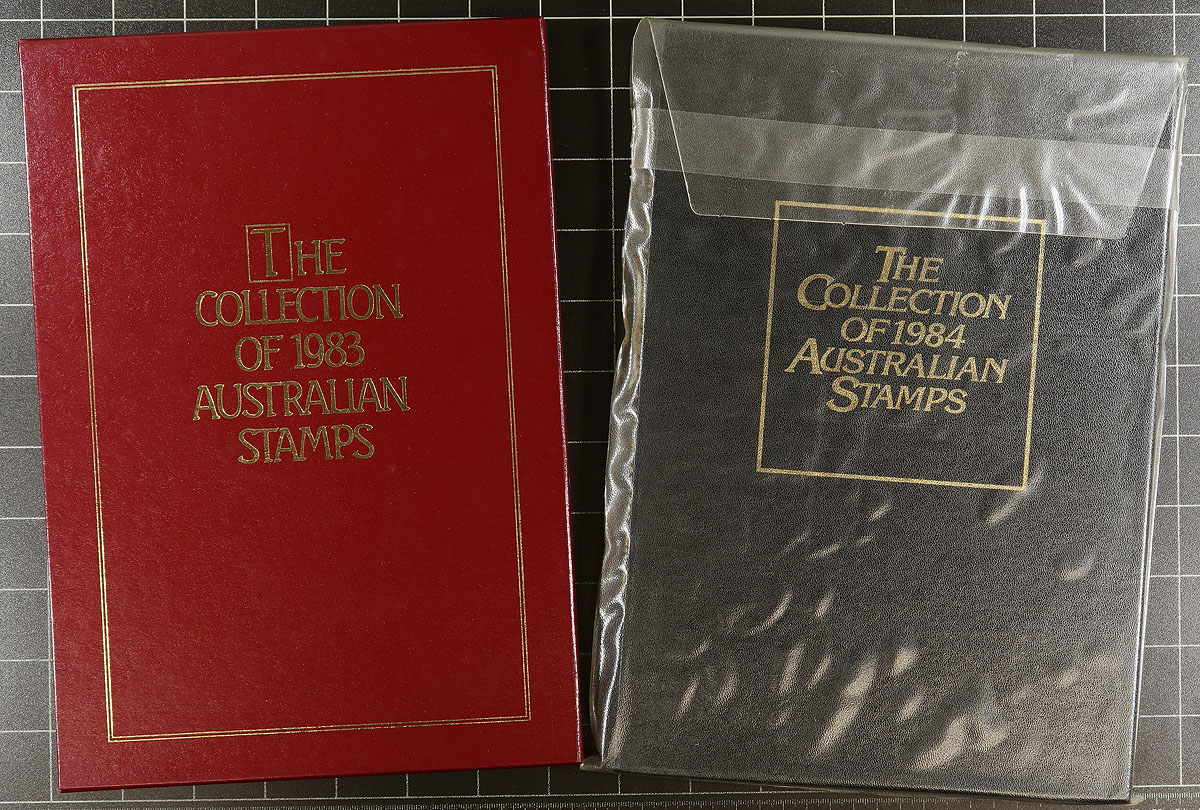 THE
COLLECTION
OF 1983
AUSTRALIAN
STAMPS
THE
COLLECTION
OF 1984
AUSTRALIAN
STAMPS